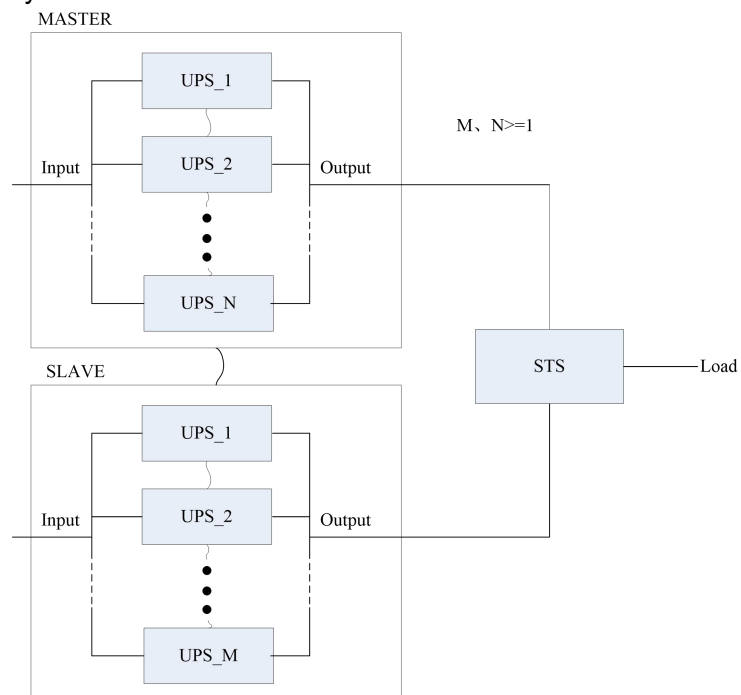 MASTER
UPS_1
M、N>=1
Input
UPS_2
Output
UPS_N
SLAVE
STS
Load
UPS_1
Input
UPS_2
Output
UPS_M